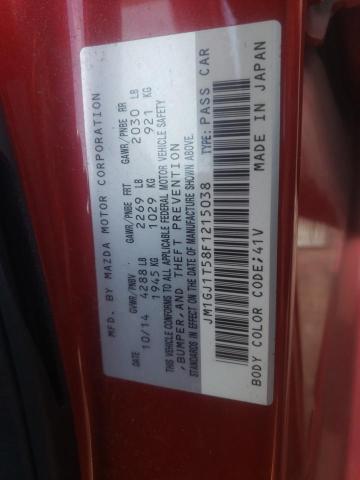 MFD. BY MAZDA MOTOR CORPORATION
DATE GVWR/PNBV GAWR/PNBE FRT GAWR/PNBE RR
10/14 4288 LB 2269 LB 2030 LB
1945 KG 1029 KG 921 KG
THIS VEHICLE CONFORMS TO ALL APPLICABLE FEDERAL MOTOR VEHICLE SAFETY
,BUMPER,AND THEFT PREVENTION
STANDARDS IN EFFECT ON THE DATE OF MANUFACTURE SHOWN ABOVE.
JM1GJ1T58F1215038 TYPE: PASS CAR
BODY COLOR CODE;41V MADE IN JAPAN